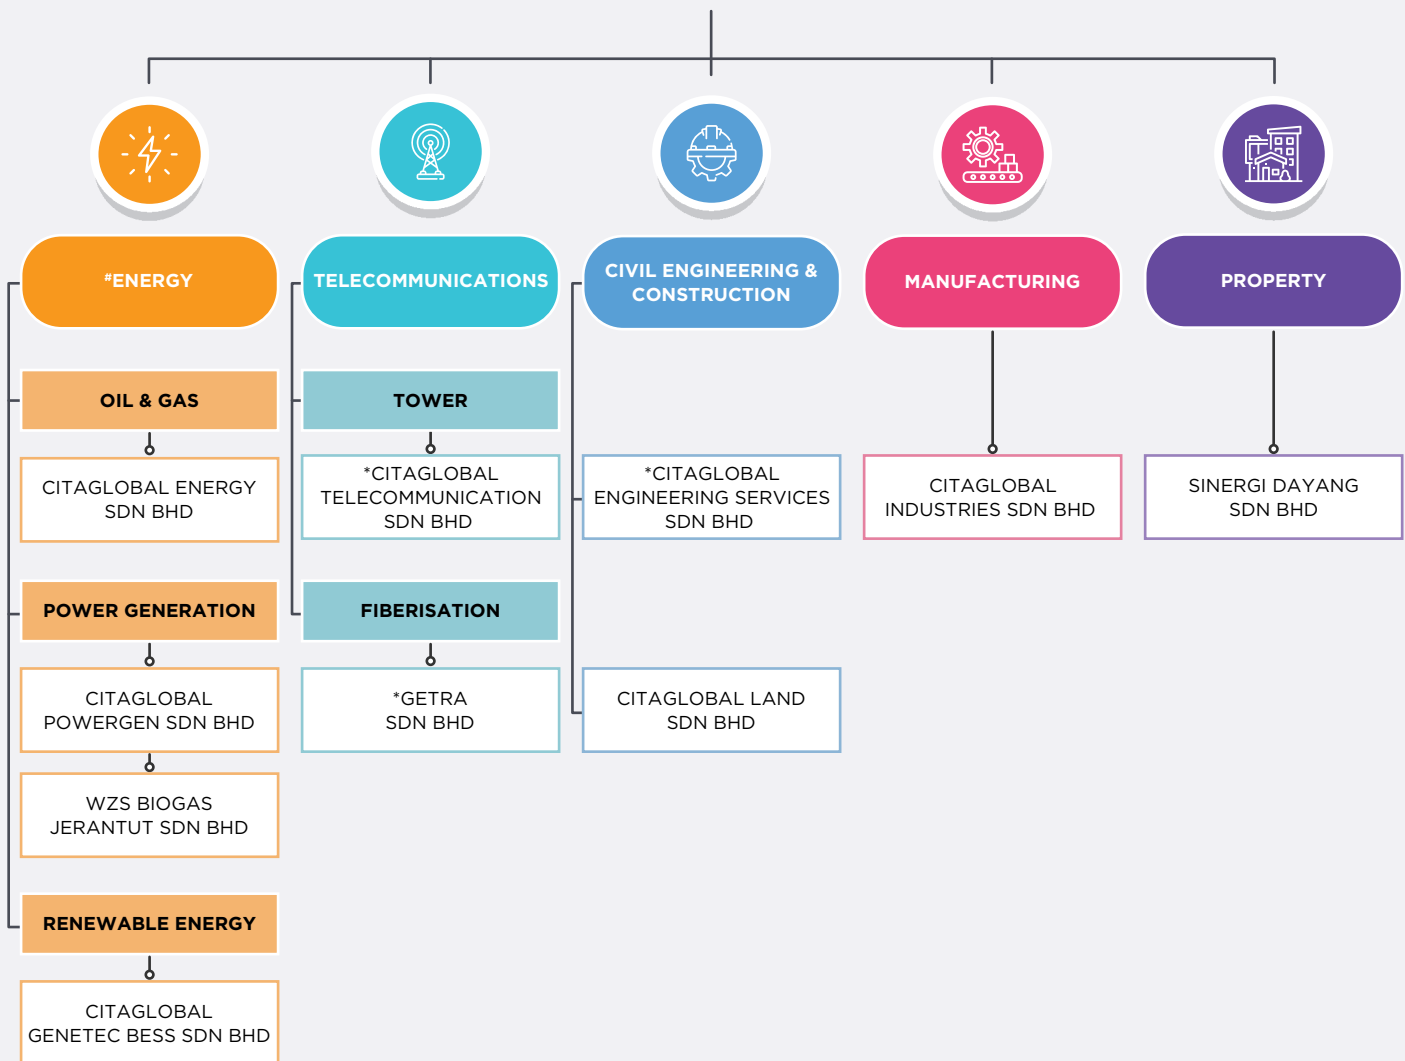 #ENERGY
OIL & GAS
CITAGLOBAL ENERGY
SDN BHD
POWER GENERATION
CITAGLOBAL
POWERGEN SDN BHD
WZS BIOGAS
JERANTUT SDN BHD
RENEWABLE ENERGY
CITAGLOBAL
GENETEC BESS SDN BHD
TELECOMMUNICATIONS
TOWER
*CITAGLOBAL
TELECOMMUNICATION
SDN BHD
FIBERISATION
*GETRA
SDN BHD
CIVIL ENGINEERING &
CONSTRUCTION
*CITAGLOBAL
ENGINEERING SERVICES
SDN BHD
CITAGLOBAL LAND
SDN BHD
MANUFACTURING
CITAGLOBAL
INDUSTRIES SDN BHD
PROPERTY
SINERGI DAYANG
SDN BHD